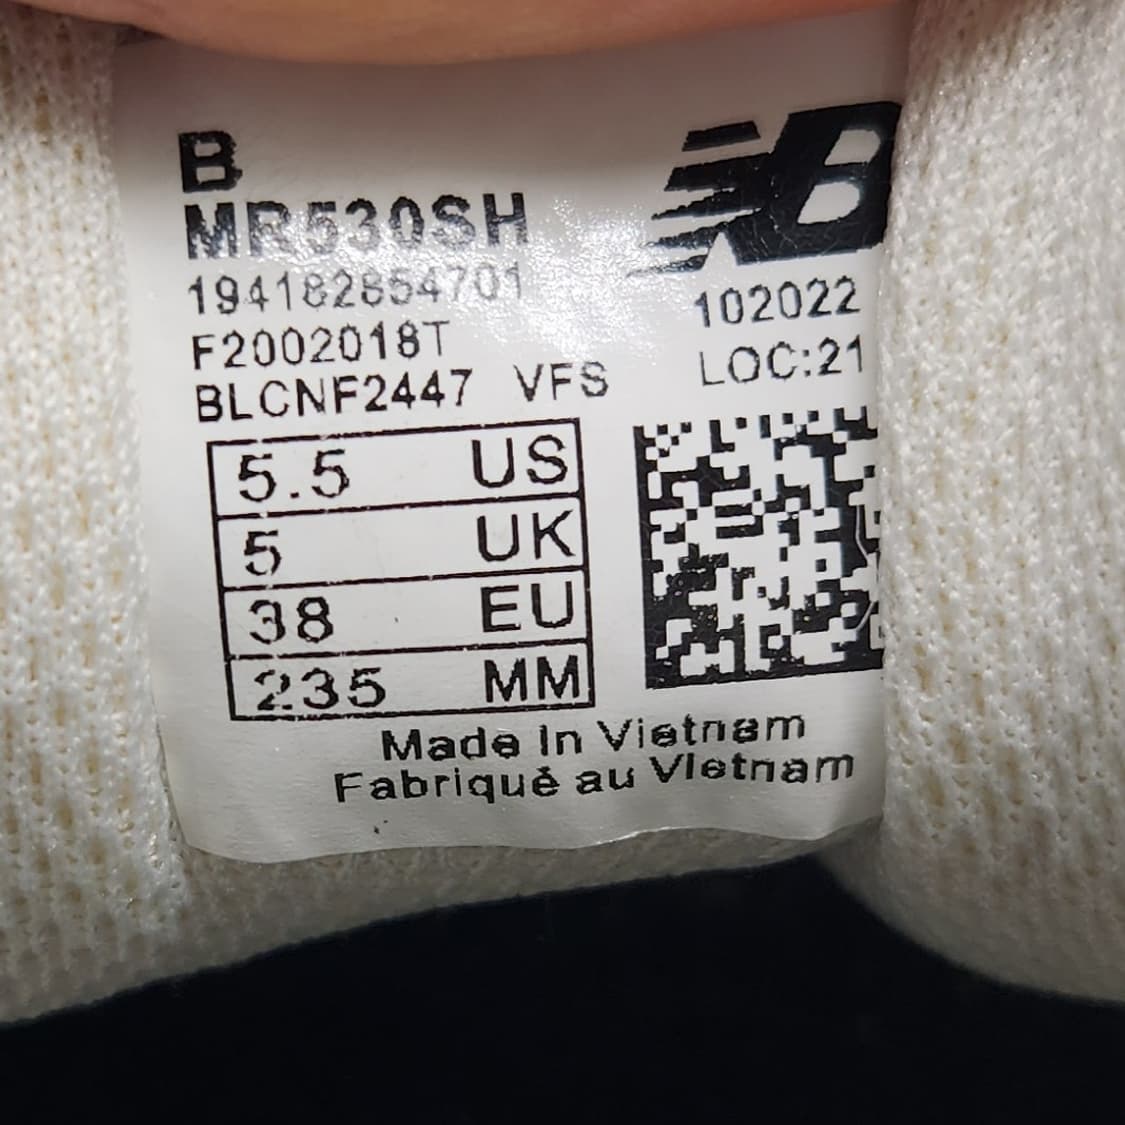 B
MR530SH
194182854701
F2002018T
BLCNF2447 VFS
NB
102022
LOC:21
5.5 US
5 UK
38 EU
235 MM
Made In Vietnam
Fabriqué au Vietnam